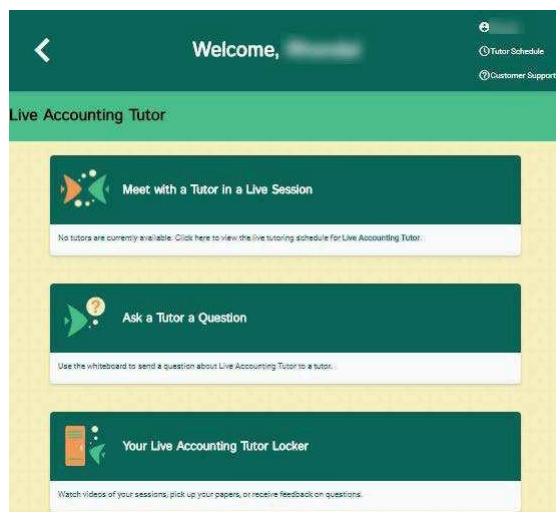 Welcome,
Tutor Schedule
Customer Support
Live Accounting Tutor
Meet with a Tutor in a Live Session
No tutors are currently available. Click here to view the live tutoring schedule for Live Accounting Tutor.
Ask a Tutor a Question
Use the whiteboard to send a question about Live Accounting Tutor to a tutor.
Your Live Accounting Tutor Locker
Watch videos of your sessions, pick up your papers, or receive feedback on questions.